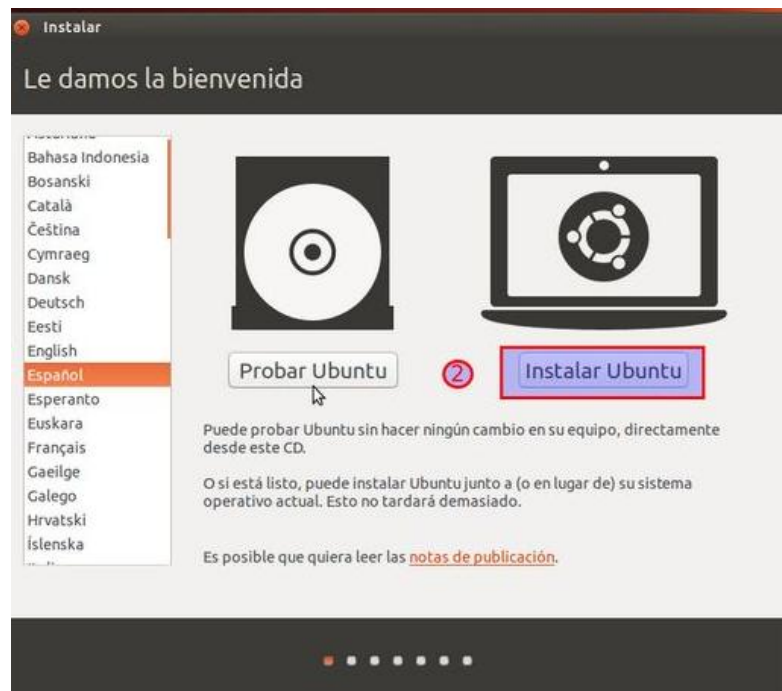 Instalar
Le damos la bienvenida
Bahasa Indonesia
Bosanski
Català
Čeština
Cymraeg
Dansk
Deutsch
Eesti
English
Español
Esperanto
Euskara
Français
Gaeilge
Galego
Hrvatski
Íslenska
Probar Ubuntu
2
Instalar Ubuntu
Puede probar Ubuntu sin hacer ningún cambio en su equipo, directamente
desde este CD.
O si está listo, puede instalar Ubuntu junto a (o en lugar de) su sistema
operativo actual. Esto no tardará demasiado.
Es posible que quiera leer las notas de publicación.